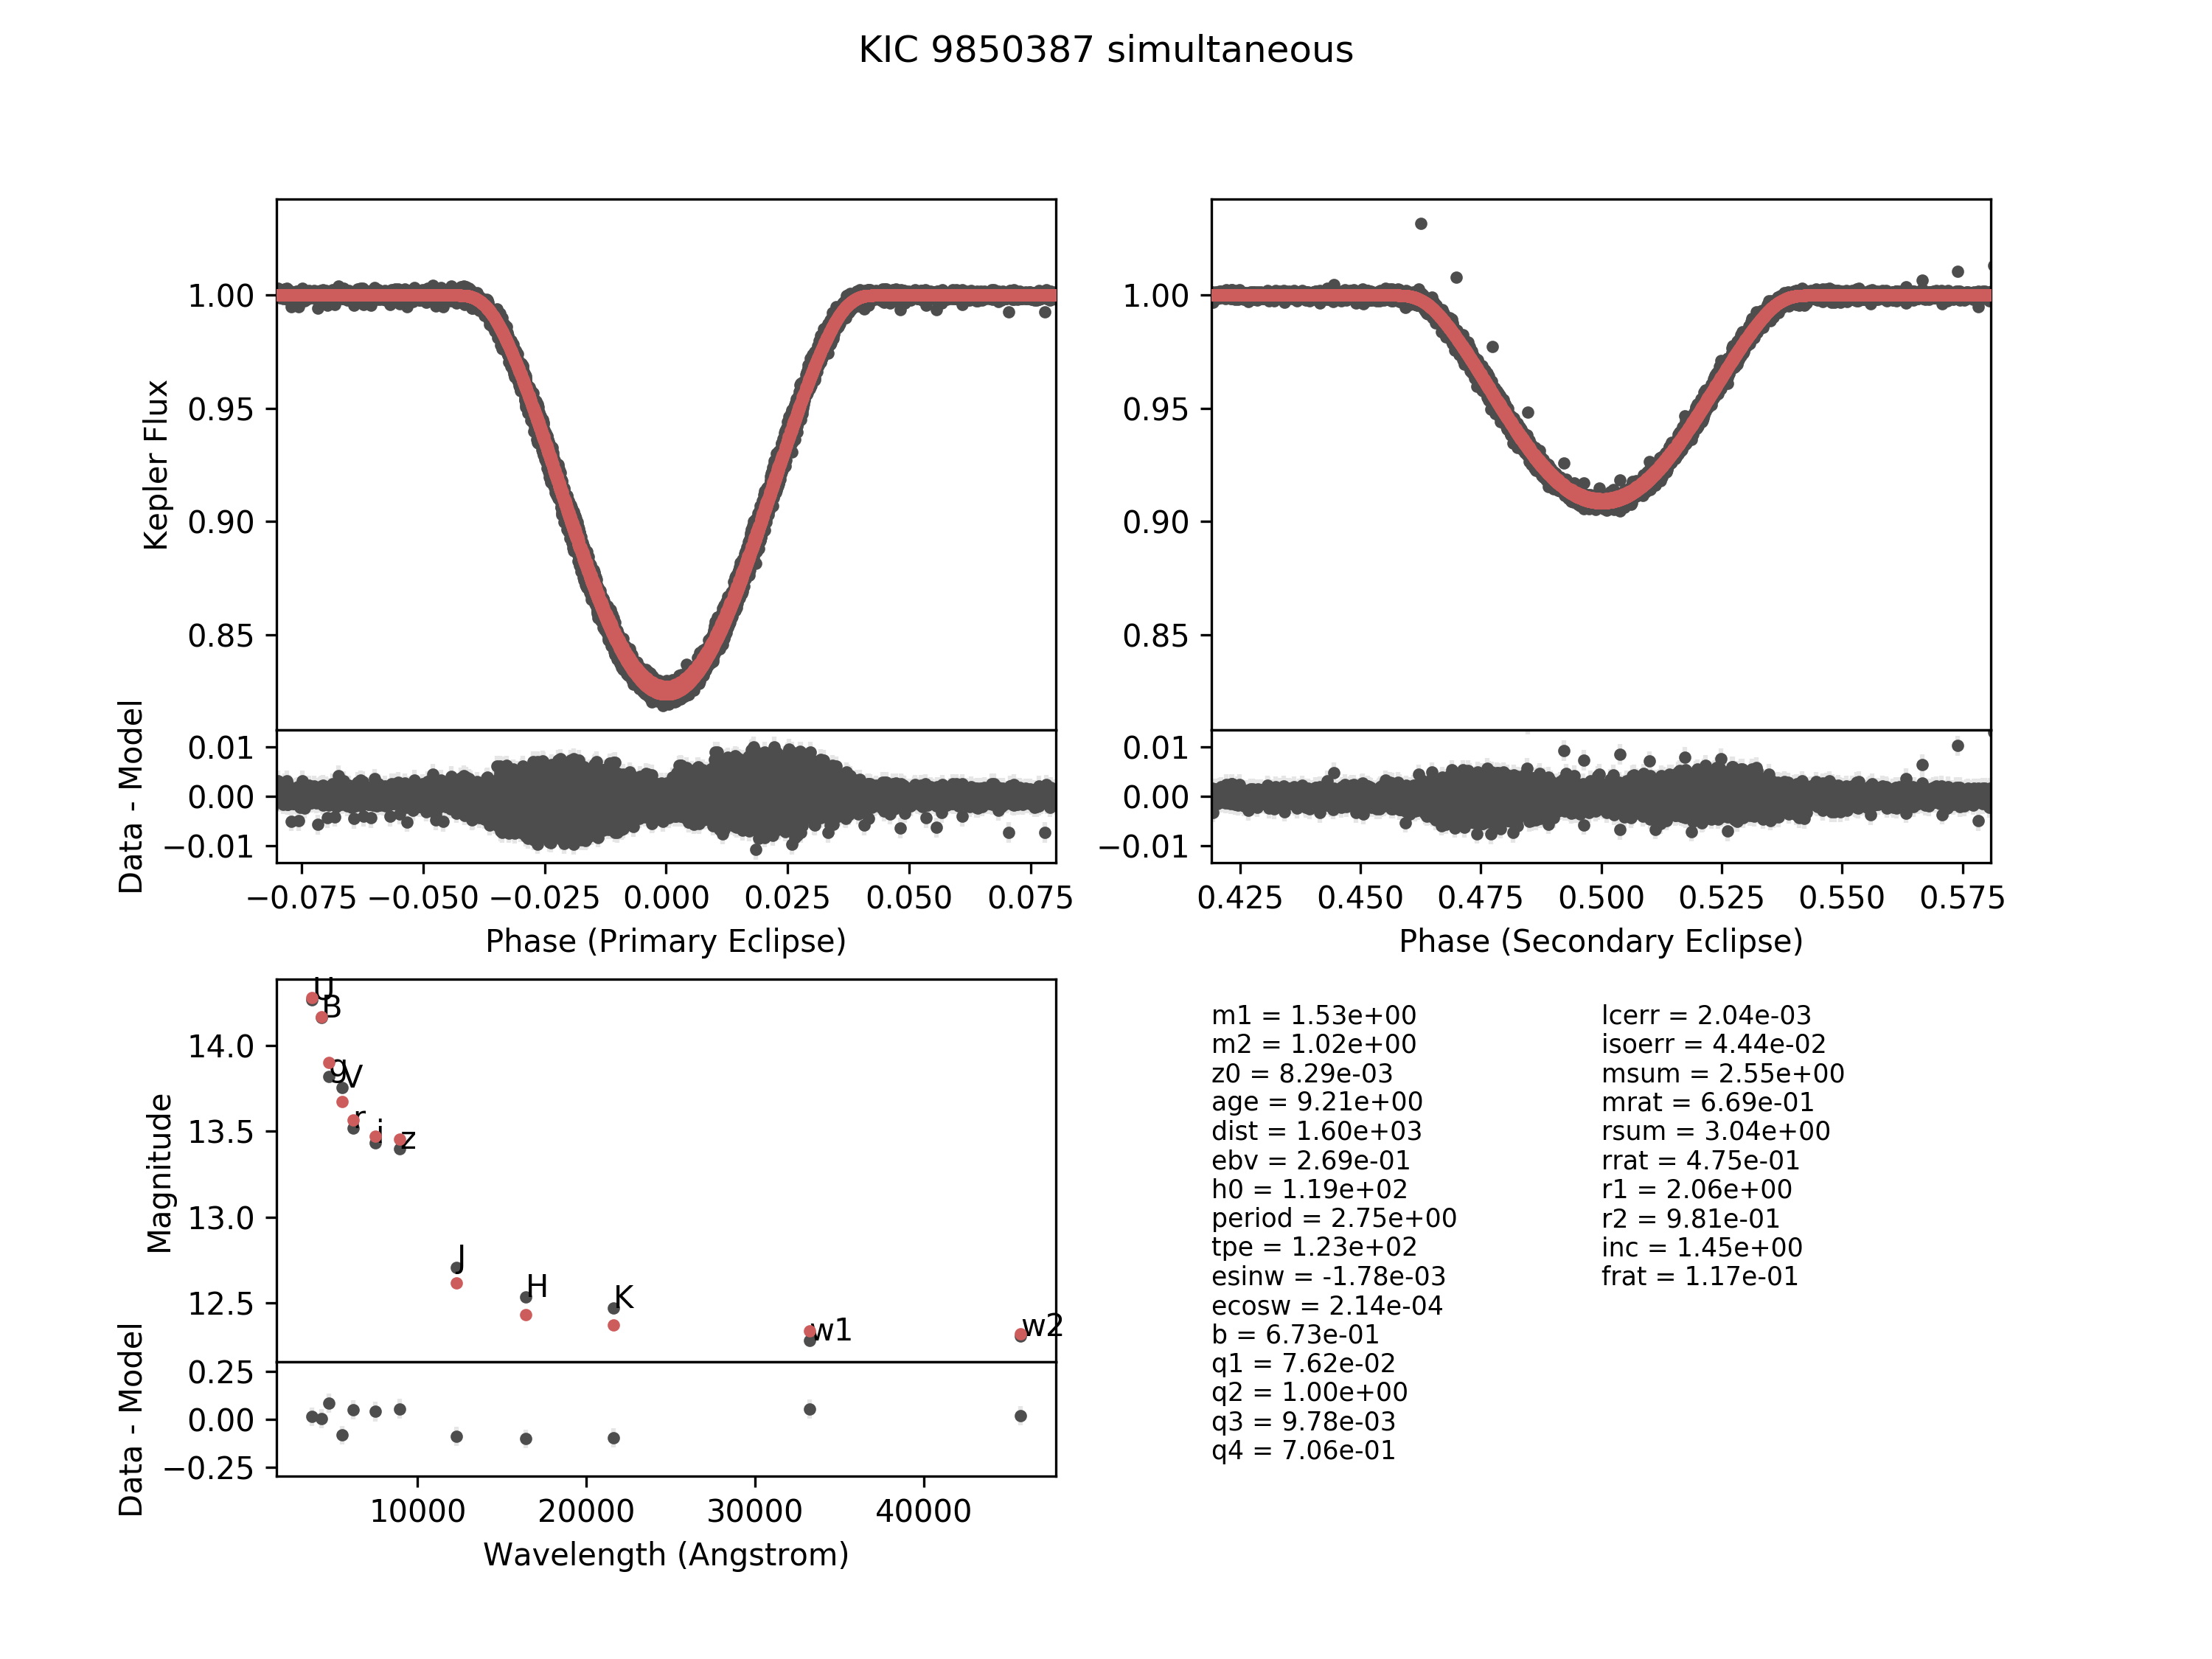 KIC 9850387 simultaneous
Kepler Flux
1.00
0.95
0.90
0.85
Data - Model
0.01
0.00
−0.01
−0.075 −0.050 −0.025 0.000 0.025 0.050 0.075
Phase (Primary Eclipse)
1.00
0.95
0.90
0.85
0.01
0.00
−0.01
0.425 0.450 0.475 0.500 0.525 0.550 0.575
Phase (Secondary Eclipse)
Magnitude
14.0
13.5
13.0
12.5
U
B
g
V
r
i
z
J
H
K
w1
w2
Data - Model
0.25
0.00
−0.25
10000 20000 30000 40000
Wavelength (Angstrom)
m1 = 1.53e+00
m2 = 1.02e+00
z0 = 8.29e-03
age = 9.21e+00
dist = 1.60e+03
ebv = 2.69e-01
h0 = 1.19e+02
period = 2.75e+00
tpe = 1.23e+02
esinw = -1.78e-03
ecosw = 2.14e-04
b = 6.73e-01
q1 = 7.62e-02
q2 = 1.00e+00
q3 = 9.78e-03
q4 = 7.06e-01
lcerr = 2.04e-03
isoerr = 4.44e-02
msum = 2.55e+00
mrat = 6.69e-01
rsum = 3.04e+00
rrat = 4.75e-01
r1 = 2.06e+00
r2 = 9.81e-01
inc = 1.45e+00
frat = 1.17e-01